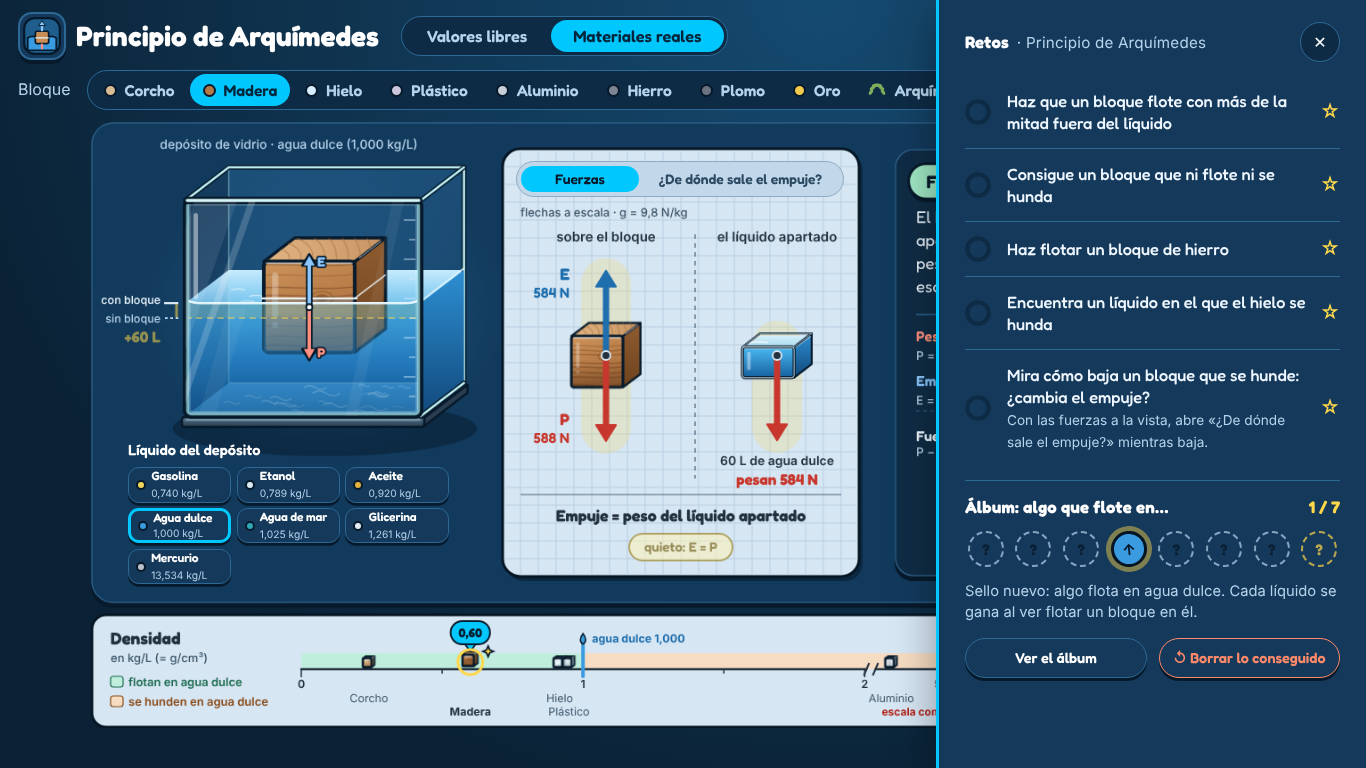 Principio de Arquímedes
Valores libres
Materiales reales
Bloque
Corcho
Madera
Hielo
Plástico
Aluminio
Hierro
Plomo
Oro
depósito de vidrio · agua dulce (1,000 kg/L)
E
P
con bloque
sin bloque
+60 L
Líquido del depósito
Gasolina
0,740 kg/L
Etanol
0,789 kg/L
Aceite
0,920 kg/L
Agua dulce
1,000 kg/L
Agua de mar
1,025 kg/L
Glicerina
1,261 kg/L
Mercurio
13,534 kg/L
Fuerzas
¿De dónde sale el empuje?
flechas a escala · g = 9,8 N/kg
sobre el bloque
el líquido apartado
E
584 N
P
588 N
60 L de agua dulce
pesan 584 N
Empuje = peso del líquido apartado
quieto: E = P
El
P =
E =
Densidad
en kg/L (= g/cm³)
flotan en agua dulce
se hunden en agua dulce
0,60
agua dulce 1,000
0
1
2
Corcho
Madera
Hielo
Plástico
Aluminio
Retos · Principio de Arquímedes
×
Haz que un bloque flote con más de la
mitad fuera del líquido
Consigue un bloque que ni flote ni se
hunda
Haz flotar un bloque de hierro
Encuentra un líquido en el que el hielo se
hunda
Mira cómo baja un bloque que se hunde:
¿cambia el empuje?
Con las fuerzas a la vista, abre «¿De dónde
sale el empuje?» mientras baja.
Álbum: algo que flote en...
1 / 7
? ? ? ↑ ? ? ? ?
Sello nuevo: algo flota en agua dulce. Cada líquido se
gana al ver flotar un bloque en él.
Ver el álbum
Borrar lo conseguido